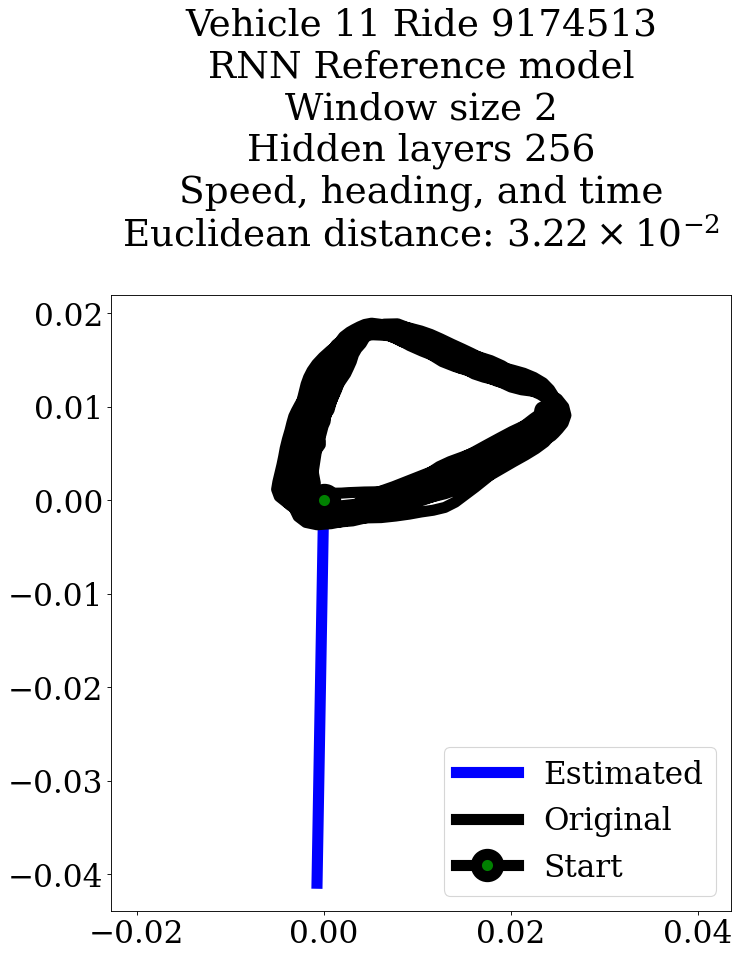 Vehicle 11 Ride 9174513
RNN Reference model
Window size 2
Hidden layers 256
Speed, heading, and time
Euclidean distance: 3.22 × 10⁻²
0.02
0.01
0.00
−0.01
−0.02
−0.03
−0.04
Estimated
Original
Start
−0.02 0.00 0.02 0.04